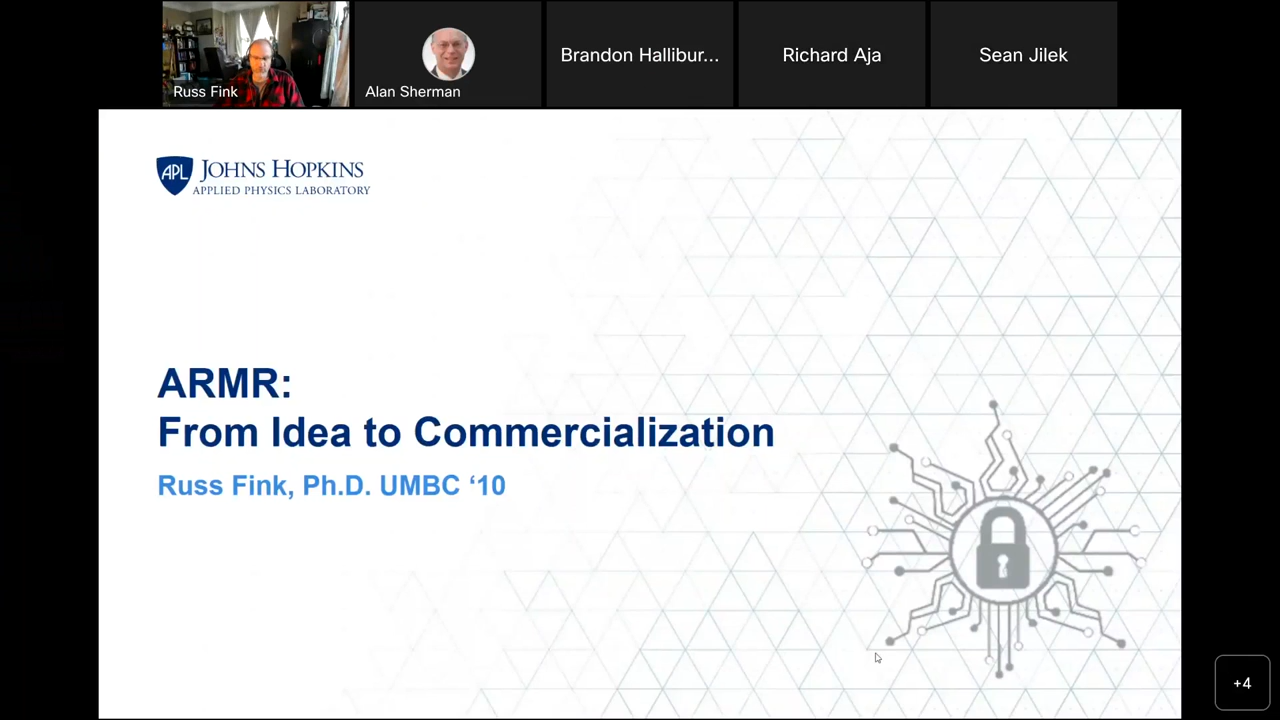 Russ Fink
Alan Sherman
Brandon Hallibur...
Richard Aja
Sean Jilek
APL
JOHNS HOPKINS
APPLIED PHYSICS LABORATORY
ARMR:
From Idea to Commercialization
Russ Fink, Ph.D. UMBC ‘10
+4